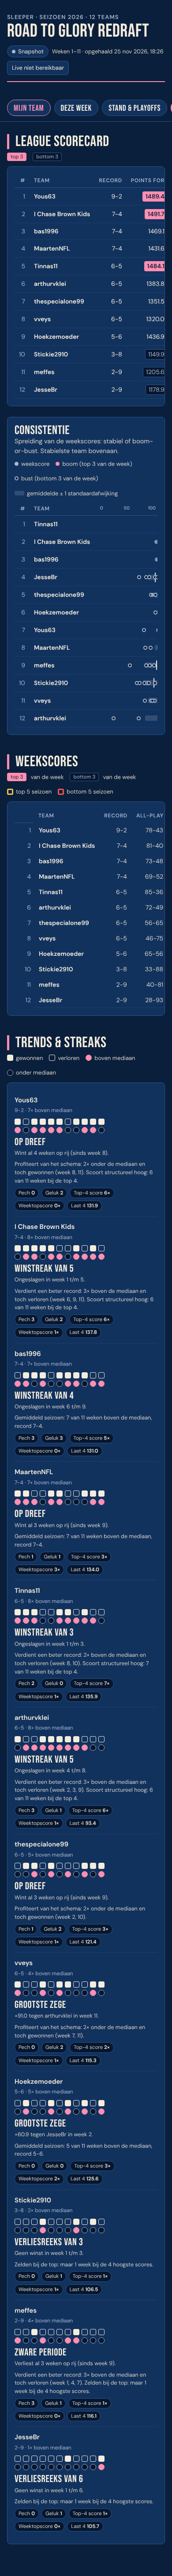 SLEEPER • SEIZOEN 2026 • 12 TEAMS
ROAD TO GLORY REDRAFT
Snapshot Weken 1–11 · opgehaald 25 nov 2026, 18:26
Live niet bereikbaar
MIJN TEAM DEZE WEEK STAND & PLAYOFFS
LEAGUE SCORECARD
top 3 bottom 3
# TEAM RECORD POINTS FOR
1 Yous63 9–2 1489.4
2 I Chase Brown Kids 7–4 1491.7
3 bas1996 7–4 1469.1
4 MaartenNFL 7–4 1431.6
5 Tinnas11 6–5 1484.1
6 arthurvklei 6–5 1383.8
7 thespecialone99 6–5 1351.5
8 vveys 6–5 1320.0
9 Hoekzemoeder 5–6 1436.9
10 Stickie2910 3–8 1149.9
11 meffes 2–9 1205.6
12 JesseBr 2–9 1178.9
CONSISTENTIE
Spreiding van de weekscores: stabiel of boom-
or-bust. Stabielste team bovenaan.
weekscore boom (top 3 van de week)
bust (bottom 3 van de week)
gemiddelde ± 1 standaardafwijking
# TEAM 0 50 100
1 Tinnas11
2 I Chase Brown Kids
3 bas1996
4 JesseBr
5 thespecialone99
6 Hoekzemoeder
7 Yous63
8 MaartenNFL
9 meffes
10 Stickie2910
11 vveys
12 arthurvklei
WEEKSCORES
top 3 van de week bottom 3 van de week
top 5 seizoen bottom 5 seizoen
TEAM RECORD ALL-PLAY
1 Yous63 9–2 78-43
2 I Chase Brown Kids 7–4 81-40
3 bas1996 7–4 73-48
4 MaartenNFL 7–4 69-52
5 Tinnas11 6–5 85-36
6 arthurvklei 6–5 72-49
7 thespecialone99 6–5 56-65
8 vveys 6–5 46-75
9 Hoekzemoeder 5–6 65-56
10 Stickie2910 3–8 33-88
11 meffes 2–9 40-81
12 JesseBr 2–9 28-93
TRENDS & STREAKS
gewonnen verloren boven mediaan
onder mediaan
Yous63
9–2 · 7× boven mediaan
OP DREEF
Wint al 4 weken op rij (sinds week 8).
Profiteert van het schema: 2× onder de mediaan en
toch gewonnen (week 8, 11). Scoort structureel hoog: 6
van 11 weken bij de top 4.
Pech 0 Geluk 2 Top-4 score 6×
Weektopscore 0× Last 4 131.9
I Chase Brown Kids
7–4 · 8× boven mediaan
WINSTREAK VAN 5
Ongeslagen in week 1 t/m 5.
Verdient een beter record: 3× boven de mediaan en
toch verloren (week 6, 9, 11). Scoort structureel hoog: 6
van 11 weken bij de top 4.
Pech 3 Geluk 2 Top-4 score 6×
Weektopscore 1× Last 4 137.8
bas1996
7–4 · 7× boven mediaan
WINSTREAK VAN 4
Ongeslagen in week 6 t/m 9.
Gemiddeld seizoen: 7 van 11 weken boven de mediaan,
record 7-4.
Pech 3 Geluk 3 Top-4 score 5×
Weektopscore 0× Last 4 131.0
MaartenNFL
7–4 · 7× boven mediaan
OP DREEF
Wint al 3 weken op rij (sinds week 9).
Gemiddeld seizoen: 7 van 11 weken boven de mediaan,
record 7-4.
Pech 1 Geluk 1 Top-4 score 3×
Weektopscore 3× Last 4 134.0
Tinnas11
6–5 · 8× boven mediaan
WINSTREAK VAN 3
Ongeslagen in week 1 t/m 3.
Verdient een beter record: 2× boven de mediaan en
toch verloren (week 8, 10). Scoort structureel hoog: 7
van 11 weken bij de top 4.
Pech 2 Geluk 0 Top-4 score 7×
Weektopscore 1× Last 4 135.9
arthurvklei
6–5 · 8× boven mediaan
WINSTREAK VAN 5
Ongeslagen in week 4 t/m 8.
Verdient een beter record: 3× boven de mediaan en
toch verloren (week 2, 3, 9). Scoort structureel hoog: 6
van 11 weken bij de top 4.
Pech 3 Geluk 1 Top-4 score 6×
Weektopscore 1× Last 4 93.4
thespecialone99
6–5 · 5× boven mediaan
OP DREEF
Wint al 3 weken op rij (sinds week 9).
Profiteert van het schema: 2× onder de mediaan en
toch gewonnen (week 2, 10).
Pech 1 Geluk 2 Top-4 score 3×
Weektopscore 1× Last 4 121.4
vveys
6–5 · 4× boven mediaan
GROOTSTE ZEGE
+91.0 tegen arthurvklei in week 11.
Profiteert van het schema: 2× onder de mediaan en
toch gewonnen (week 7, 11).
Pech 0 Geluk 2 Top-4 score 2×
Weektopscore 1× Last 4 115.3
Hoekzemoeder
5–6 · 5× boven mediaan
GROOTSTE ZEGE
+60.9 tegen JesseBr in week 2.
Gemiddeld seizoen: 5 van 11 weken boven de mediaan,
record 5-6.
Pech 0 Geluk 0 Top-4 score 3×
Weektopscore 2× Last 4 125.6
Stickie2910
3–8 · 2× boven mediaan
VERLIESREEKS VAN 3
Geen winst in week 1 t/m 3.
Zelden bij de top: maar 1 week bij de 4 hoogste scores.
Pech 0 Geluk 1 Top-4 score 1×
Weektopscore 1× Last 4 106.5
meffes
2–9 · 4× boven mediaan
ZWARE PERIODE
Verliest al 3 weken op rij (sinds week 9).
Verdient een beter record: 3× boven de mediaan en
toch verloren (week 1, 4, 7). Zelden bij de top: maar 1
week bij de 4 hoogste scores.
Pech 3 Geluk 1 Top-4 score 1×
Weektopscore 0× Last 4 116.1
JesseBr
2–9 · 1× boven mediaan
VERLIESREEKS VAN 6
Geen winst in week 1 t/m 6.
Zelden bij de top: maar 1 week bij de 4 hoogste scores.
Pech 0 Geluk 1 Top-4 score 1×
Weektopscore 0× Last 4 105.7